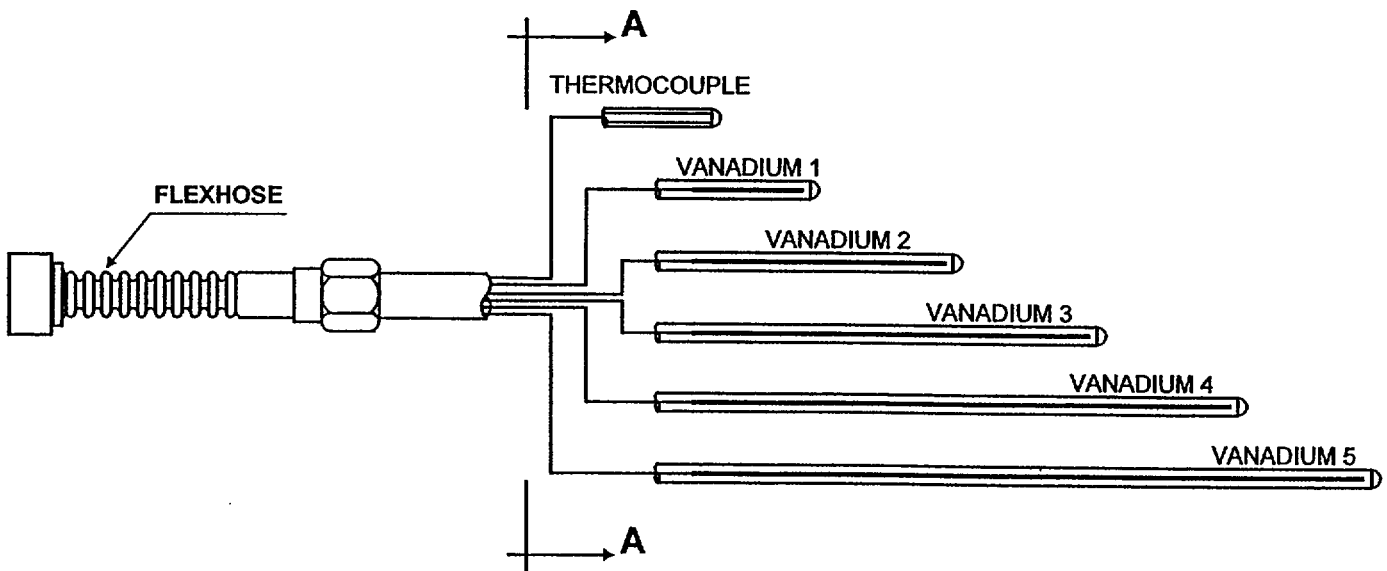 A
THERMOCOUPLE
VANADIUM 1
FLEXHOSE
VANADIUM 2
VANADIUM 3
VANADIUM 4
VANADIUM 5
A